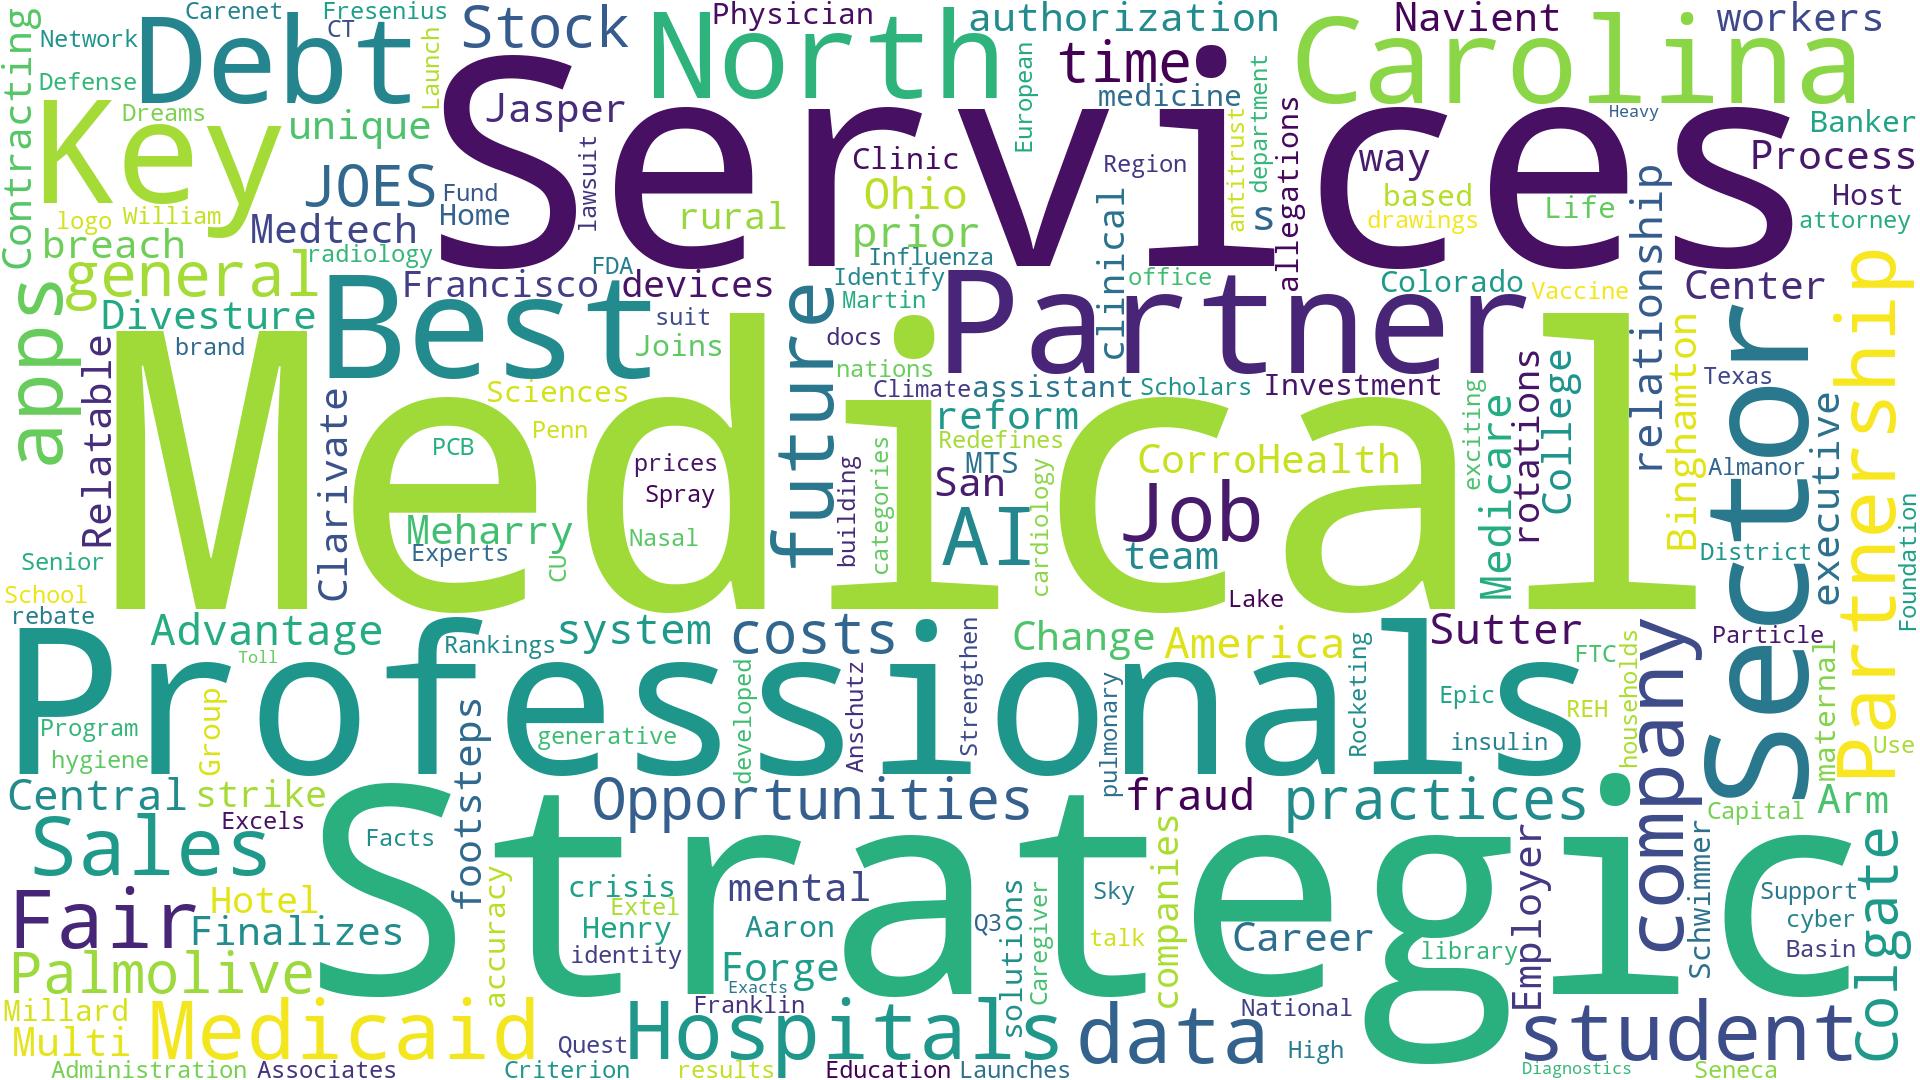 Carenet
Fresenius
Physician
authorization
Navient
workers
Network
Debt
CT
Stock
North
time
Carolina
Defense
Launch
European
medicine
department
Contracting
Key
Dreams
unique
Services
Jasper
Heavy
Banker
lawsuit
Clinic
Region
antitrust
allegations
way
Process
JOES
Fund
Home
Ohio
rural
prior
s
based
drawings
Life
Host
attorney
logo
William
Medtech
breach
radiology
Influenza
clinical
relationship
general
Francisco
FDA
devices
Identify
office
Colorado
Vaccine
Center
apps
Divesture
Best
Martin
Partner
Partnership
brand
suit
Joins
future
docs
nations
Relatable
Medical
Sciences
Climate
assistant
Scholars
Investment
Texas
Clarivate
Penn
reform
Redefines
exciting
Medicare
rotations
College
Binghamton
Sector
PCB
prices
Spray
building
categories
MTS
San
CorroHealth
Almanor
executive
Meharry
Experts
Nasal
AI
cardiology
Job
team
District
Foundation
Senior
CU
School
rebate
Lake
Advantage
Rankings
system
costs
Change
America
Sutter
Particle
Toll
Professionals
Strengthen
Rocketing
FTC
households
company
maternal
Program
hygiene
Group
footsteps
generative
developed
Anschutz
pulmonary
Epic
insulin
REH
Use
Central
strike
Opportunities
fraud
practices
Capital
Arm
Excels
Sales
Facts
Strategic
companies
Employer
Schwimmer
Colgate
Fair
Hotel
Finalizes
accuracy
crisis
Extel
Henry
identity
mental
Aaron
Q3
solutions
Caregiver
Sky
talk
Career
library
Support
cyber
Basin
Palmolive
Forge
Exacts
Millard
Multi
Medicaid
Franklin
Hospitals
data
National
student
Quest
High
Administration
Associates
Criterion
results
Education
Launches
Diagnostics
Seneca